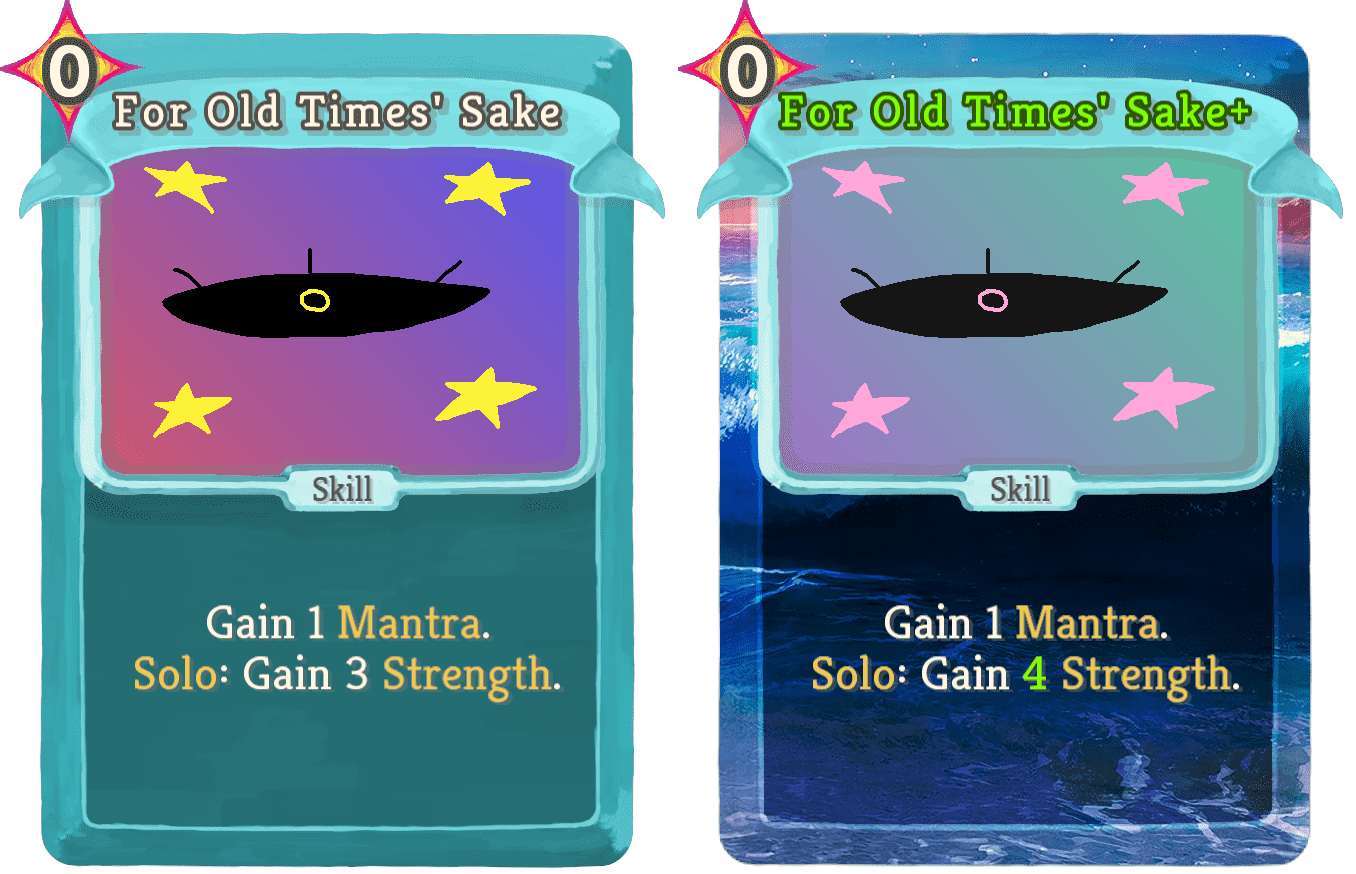 0
For Old Times' Sake
Skill
Gain 1 Mantra.
Solo: Gain 3 Strength.
0
For Old Times' Sake+
Skill
Gain 1 Mantra.
Solo: Gain 4 Strength.